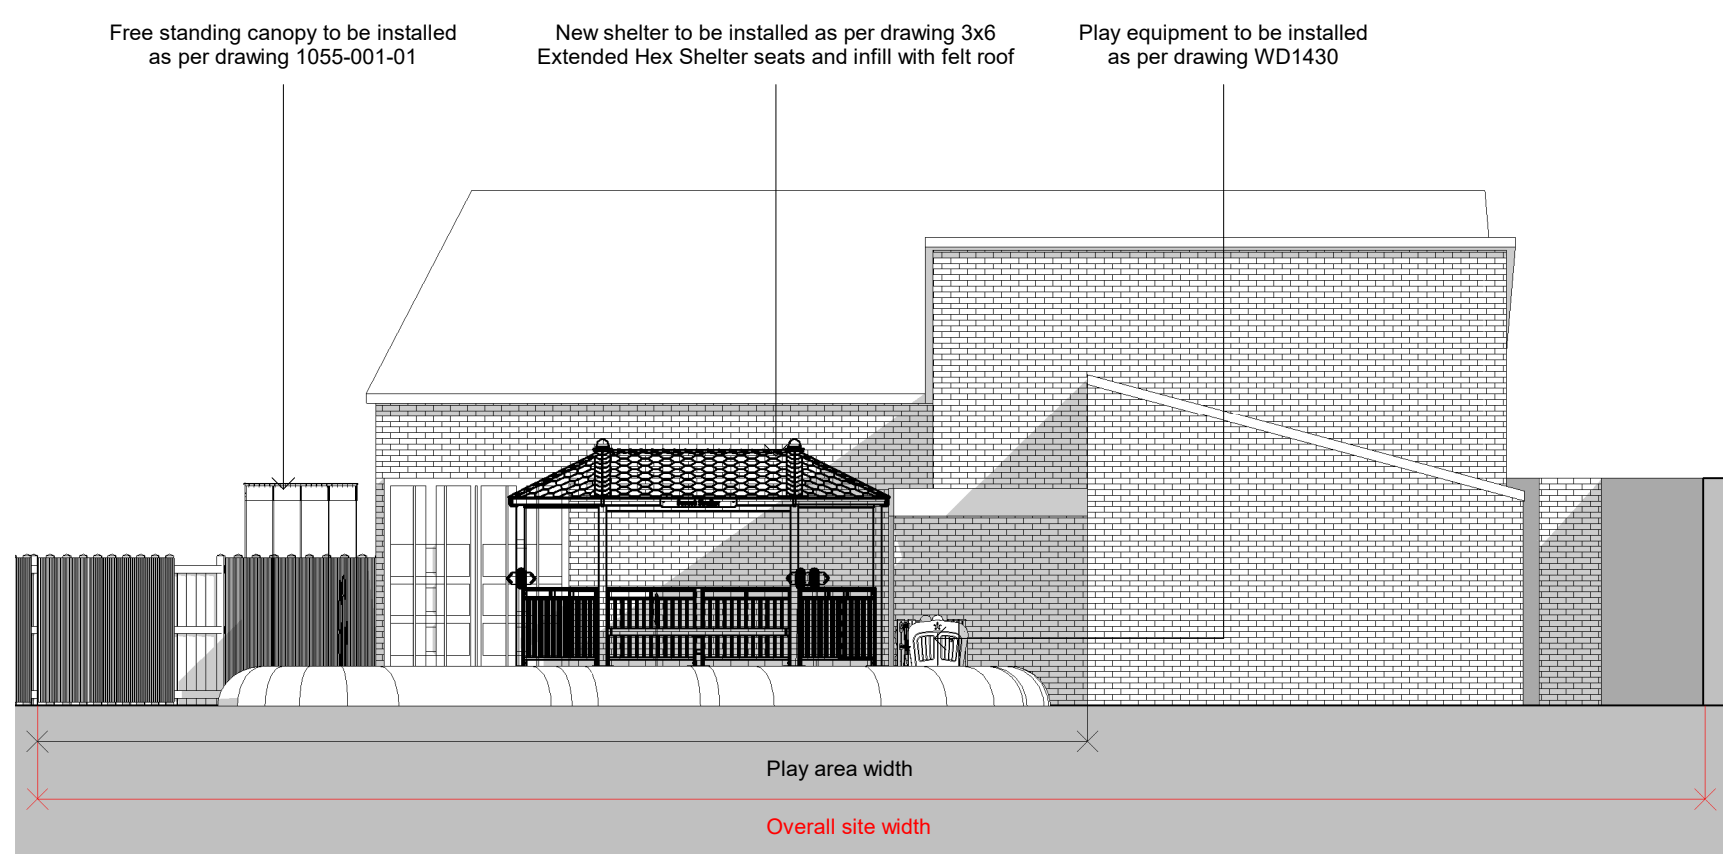 Free standing canopy to be installed
as per drawing 1055-001-01
New shelter to be installed as per drawing 3x6
Extended Hex Shelter seats and infill with felt roof
Play equipment to be installed
as per drawing WD1430
Play area width
Overall site width